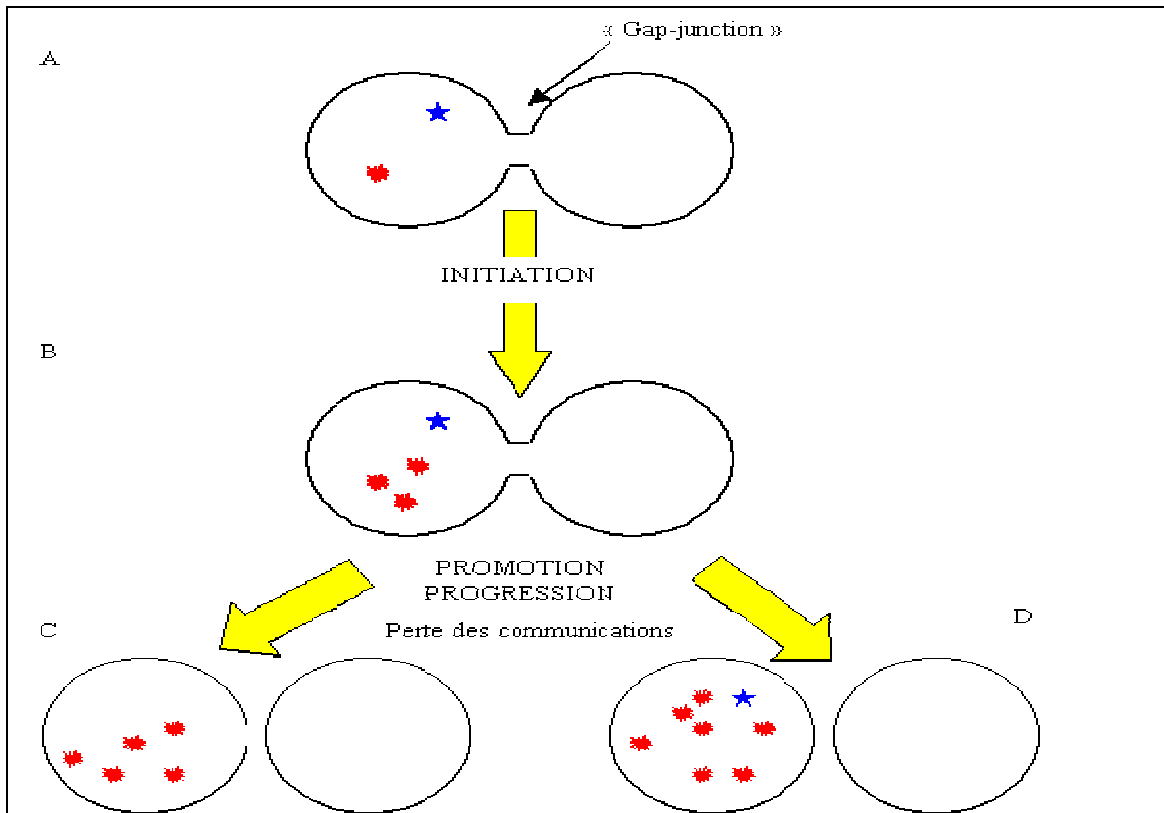 « Gap-junction »
A
INITIATION
B
PROMOTION
PROGRESSION
C
Perte des communications
D